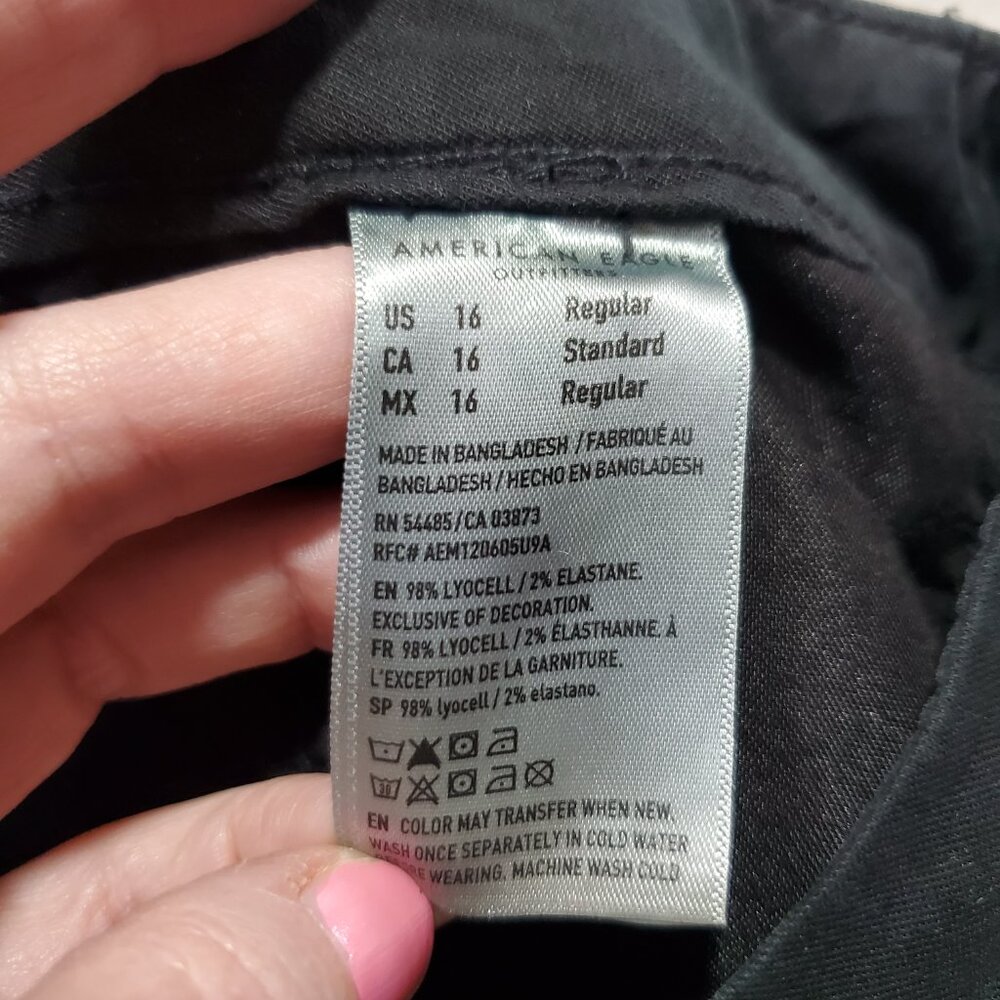 AMERICAN EAGLE
OUTFITTERS
US 16 Regular
CA 16 Standard
MX 16 Regular
MADE IN BANGLADESH / FABRIQUÉ AU
BANGLADESH / HECHO EN BANGLADESH
RN 54485 / CA 03873
RFC# AEM120605U9A
EN 98% LYOCELL / 2% ELASTANE.
EXCLUSIVE OF DECORATION.
FR 98% LYOCELL / 2% ÉLASTHANNE, À
L'EXCEPTION DE LA GARNITURE.
SP 98% lyocell / 2% elastano.
30
EN COLOR MAY TRANSFER WHEN NEW.
WASH ONCE SEPARATELY IN COLD WATER
BEFORE WEARING. MACHINE WASH COLD